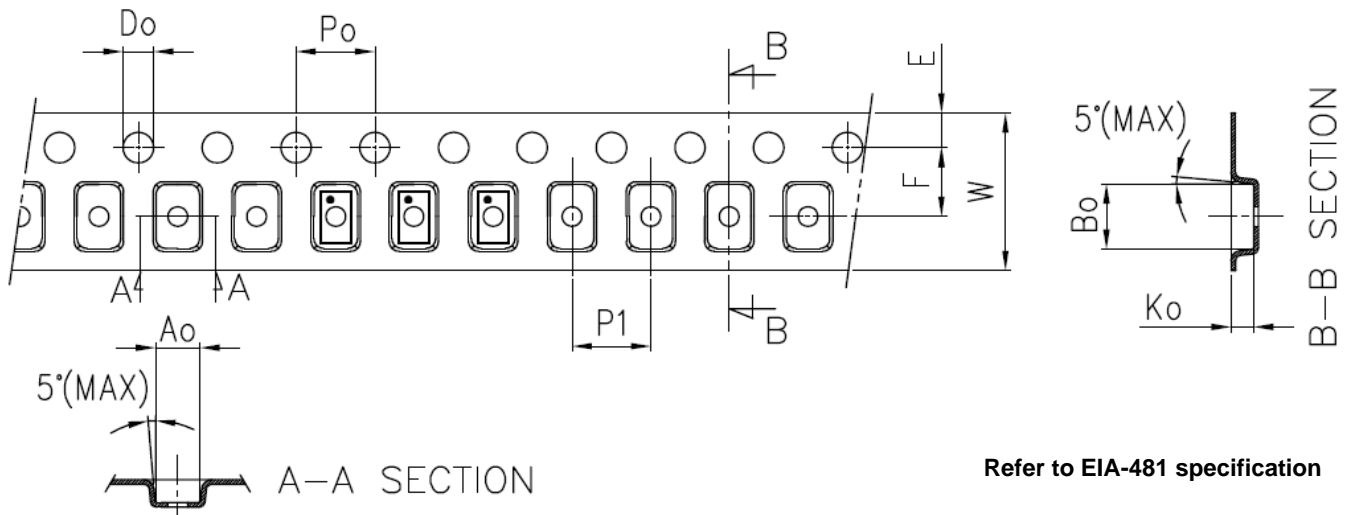 Do
Po
B
E
5°(MAX)
F
W
Bo
B-B SECTION
A
A
Ko
P1
B
Ao
5°(MAX)
A-A SECTION
Refer to EIA-481 specification